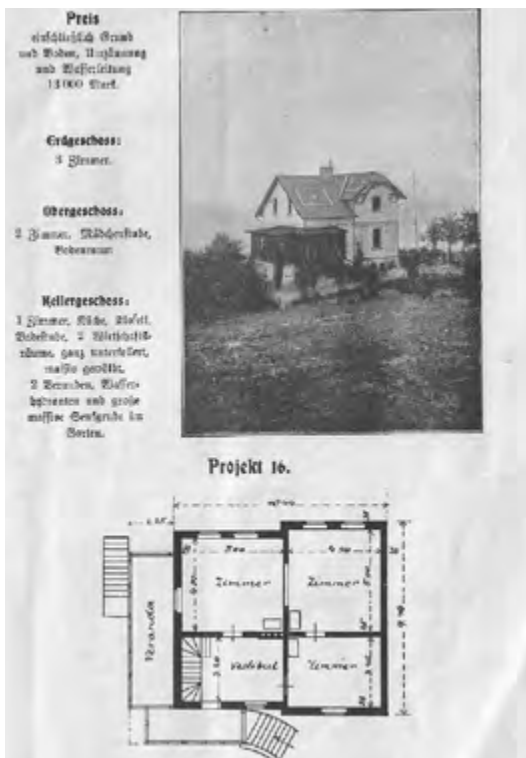 Preis
einschließlich Grund
und Boden, Umzäunung
und Wasserleitung
13000 Mark.
Erdgeschoss:
3 Zimmer.
Obergeschoss:
2 Zimmer, Mädchenstube,
Bodenraum
Kellergeschoss:
1 Zimmer, Küche, Klosett,
Badestube, 2 Wirtschafts-
räume, ganz unterkellert,
massiv gewölbt,
2 Veranden, Wasser-
hydranten und große
massive Senkgrube im
Garten.
Projekt 16.
Zimmer
Zimmer
Veranda
Vestibul
Zimmer